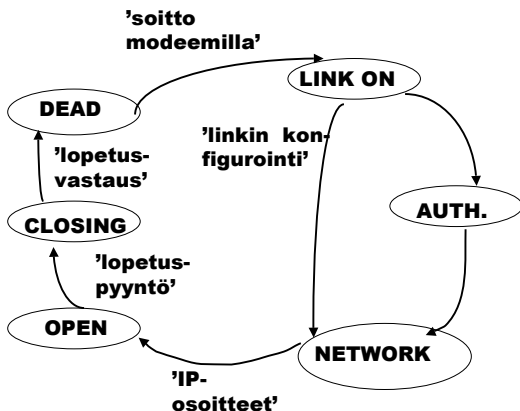 ’soitto
modeemilla’
LINK ON
DEAD
’linkin kon-
figurointi’
’lopetus-
vastaus’
AUTH.
CLOSING
’lopetus-
pyyntö’
OPEN
NETWORK
’IP-
osoitteet’